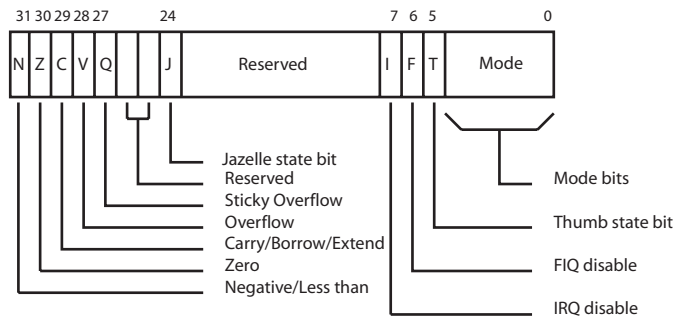 31 30 29 28 27 24 7 6 5 0
N Z C V Q J Reserved I F T Mode
Jazelle state bit
Reserved Mode bits
Sticky Overflow
Overflow Thumb state bit
Carry/Borrow/Extend
Zero FIQ disable
Negative/Less than
IRQ disable